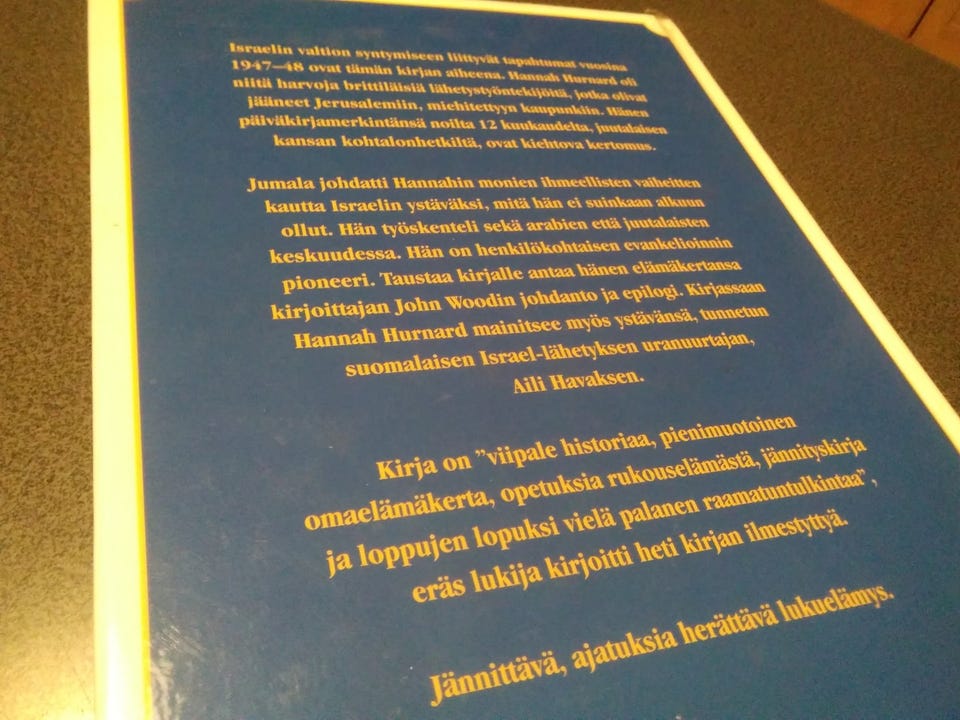 Israelin valtion syntymiseen liittyvät tapahtumat vuosina
1947–48 ovat tämän kirjan aiheena. Hannah Hurnard oli
niitä harvoja brittiläisiä lähetystyöntekijöitä, jotka olivat
jääneet Jerusalemiin, miehitettyyn kaupunkiin. Hänen
päiväkirjamerkintänsä noilta 12 kuukaudelta, juutalaisen
kansan kohtalonhetkiltä, ovat kiehtova kertomus.
Jumala johdatti Hannahin monien ihmeellisten vaiheitten
kautta Israelin ystäväksi, mitä hän ei suinkaan alkuun
ollut. Hän työskenteli sekä arabien että juutalaisten
keskuudessa. Hän on henkilökohtaisen evankelioinnin
pioneeri. Taustaa kirjalle antaa hänen elämäkertansa
kirjoittajan John Woodin johdanto ja epilogi. Kirjassaan
Hannah Hurnard mainitsee myös ystävänsä, tunnetun
suomalaisen Israel-lähetyksen uranuurtajan,
Aili Havaksen.
Kirja on ”viipale historiaa, pienimuotoinen
omaelämäkerta, opetuksia rukouselämästä, jännityskirja
ja loppujen lopuksi vielä palanen raamatuntulkintaa”,
eräs lukija kirjoitti heti kirjan ilmestyttyä.
Jännittävä, ajatuksia herättävä lukuelämys.